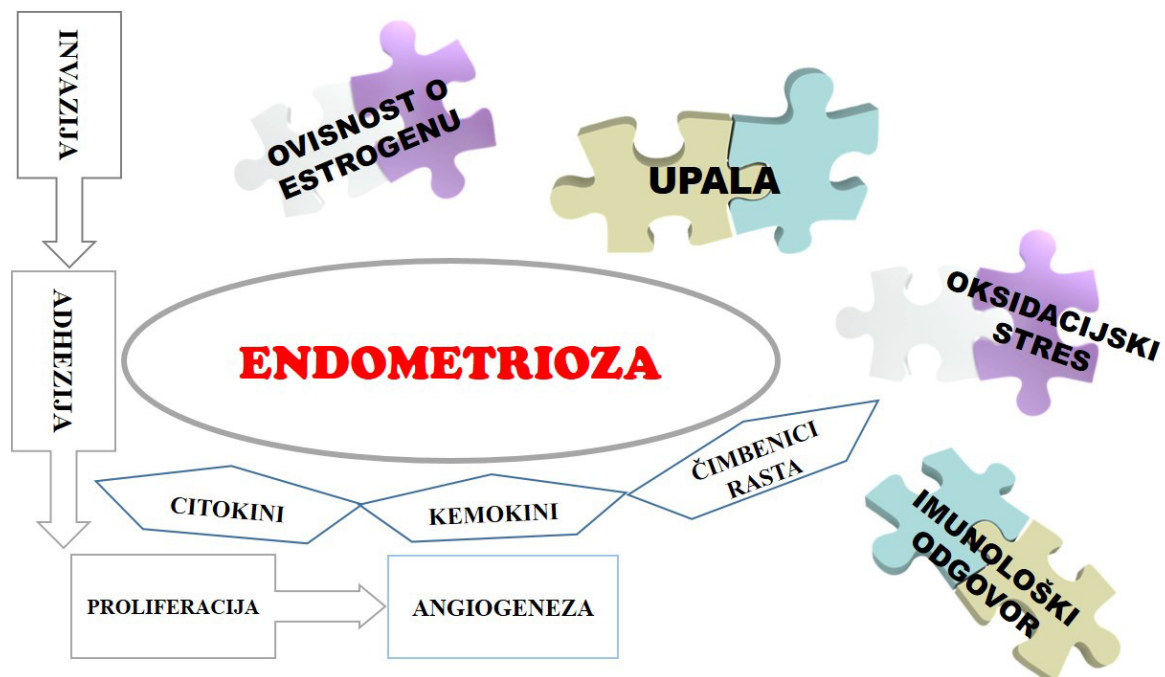 INVAZIJA
OVISNOST O
ESTROGENU
UPALA
ADHEZIJA
ENDOMETRIOZA
OKSIDACIJSKI
STRES
CITOKINI
KEMOKINI
ČIMBENICI
RASTA
IMUNOLOŠKI
ODGOVOR
PROLIFERACIJA
ANGIOGENEZA